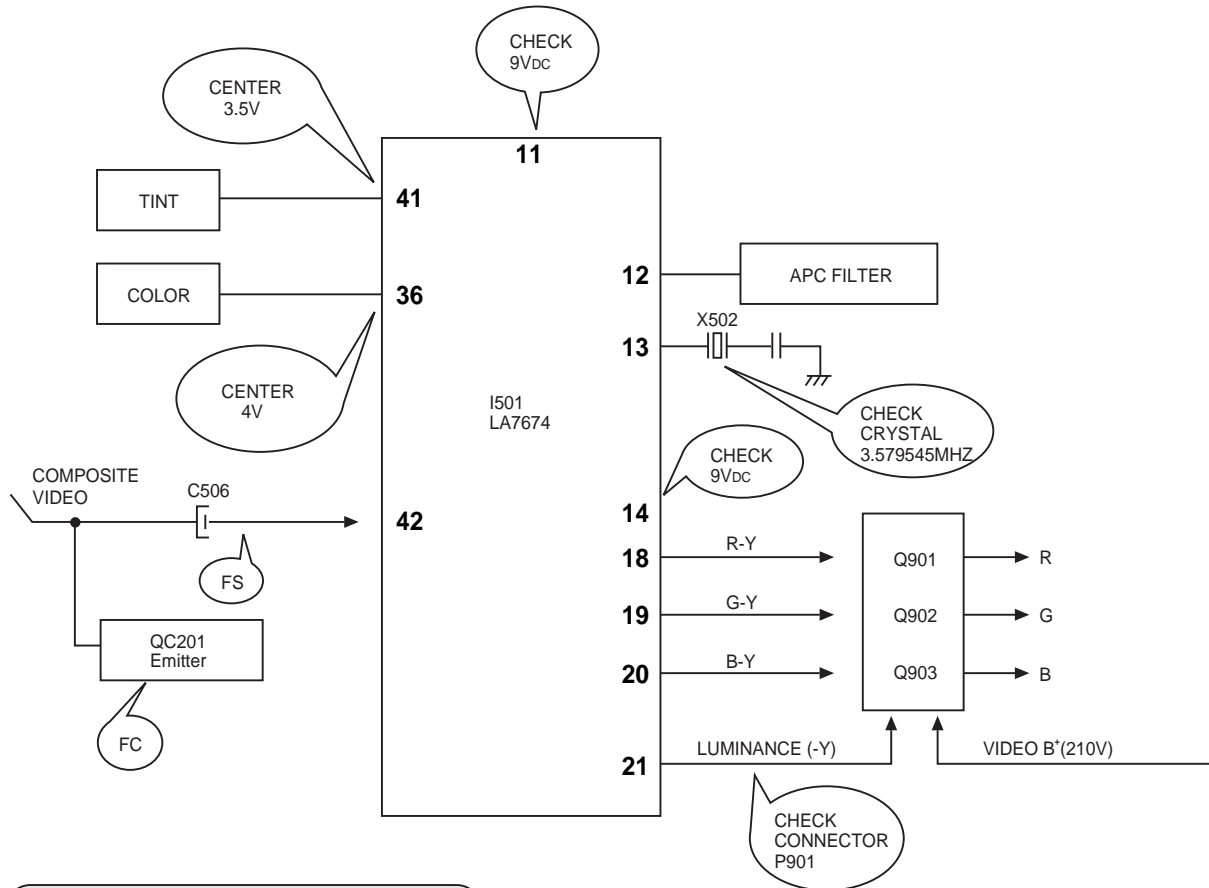 CHECK
9VDC
CENTER
3.5V
11
TINT
41
12
APC FILTER
COLOR
36
X502
13
CENTER
4V
I501
LA7674
CHECK
CRYSTAL
3.579545MHZ
CHECK
9VDC
COMPOSITE
VIDEO
C506
42
14
FS
18
R-Y
Q901
R
19
G-Y
Q902
G
QC201
Emitter
20
B-Y
Q903
B
FC
21
LUMINANCE (-Y)
VIDEO B+(210V)
CHECK
CONNECTOR
P901